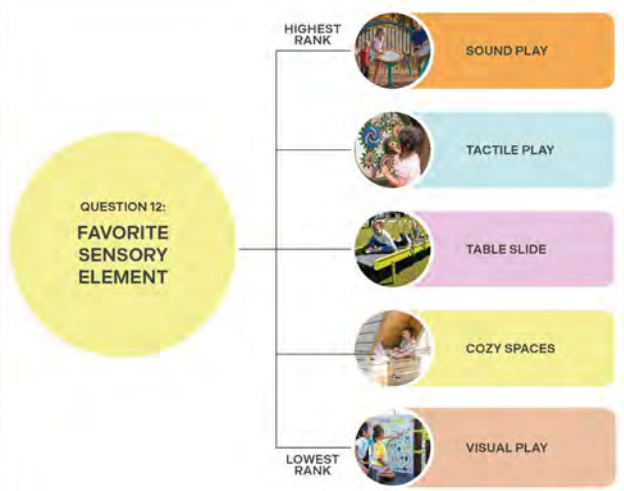 HIGHEST
RANK
SOUND PLAY
TACTILE PLAY
QUESTION 12:
FAVORITE
SENSORY
ELEMENT
TABLE SLIDE
COZY SPACES
VISUAL PLAY
LOWEST
RANK